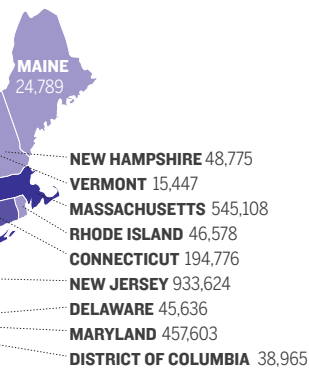 MAINE
24,789
NEW HAMPSHIRE 48,775
VERMONT 15,447
MASSACHUSETTS 545,108
RHODE ISLAND 46,578
CONNECTICUT 194,776
NEW JERSEY 933,624
DELAWARE 45,636
MARYLAND 457,603
DISTRICT OF COLUMBIA 38,965